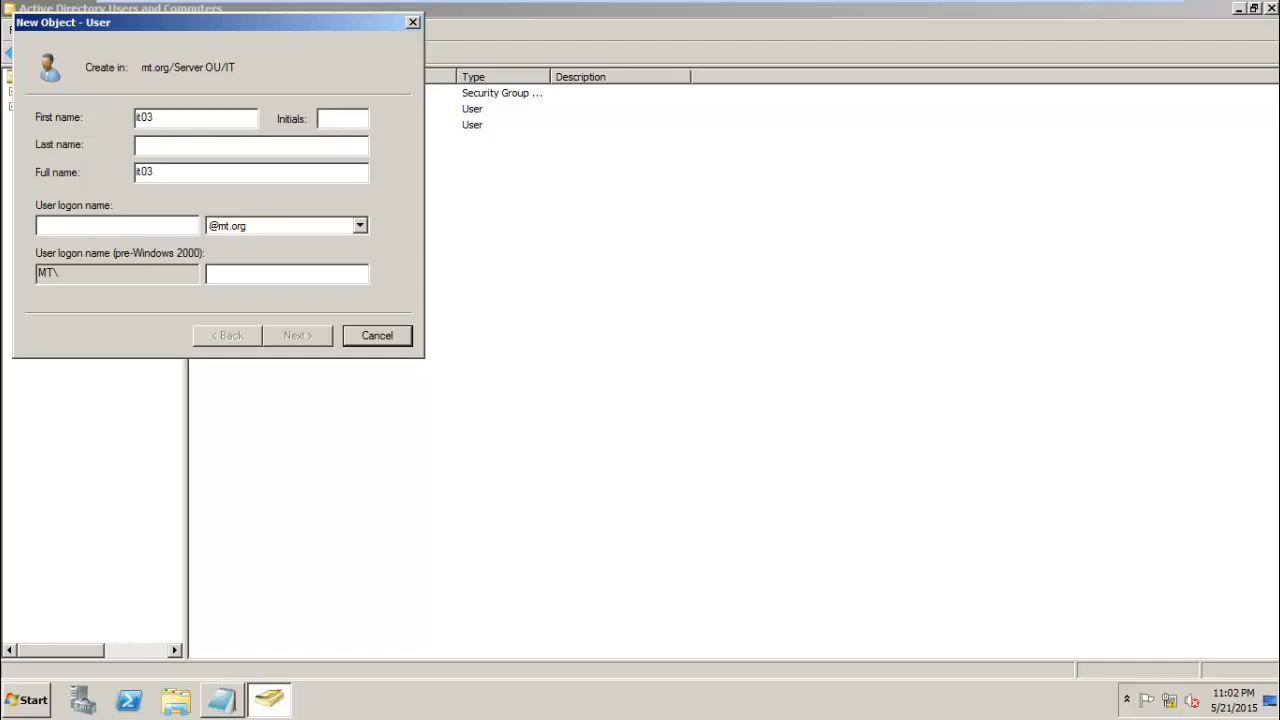 Active Directory Users and Computers
New Object - User
Create in: mt.org/Server OU/IT
Type Description
Security Group ...
User
User
First name: it03 Initials:
Last name:
Full name: it03
User logon name:
@mt.org
User logon name (pre-Windows 2000):
MT\
< Back Next > Cancel
Start
11:02 PM
5/21/2015